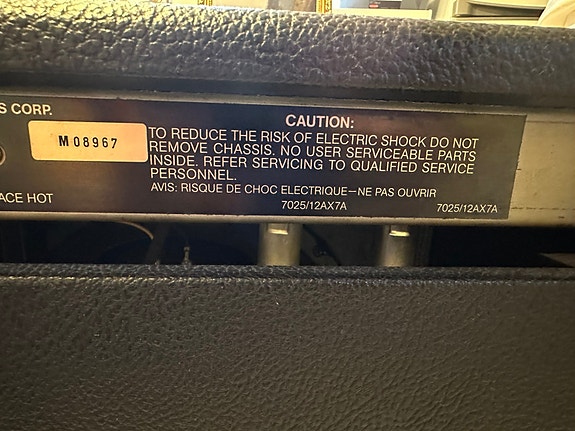 S CORP.
M 08967
ACE HOT
CAUTION:
TO REDUCE THE RISK OF ELECTRIC SHOCK DO NOT
REMOVE CHASSIS. NO USER SERVICEABLE PARTS
INSIDE. REFER SERVICING TO QUALIFIED SERVICE
PERSONNEL.
AVIS: RISQUE DE CHOC ELECTRIQUE—NE PAS OUVRIR
7025/12AX7A 7025/12AX7A